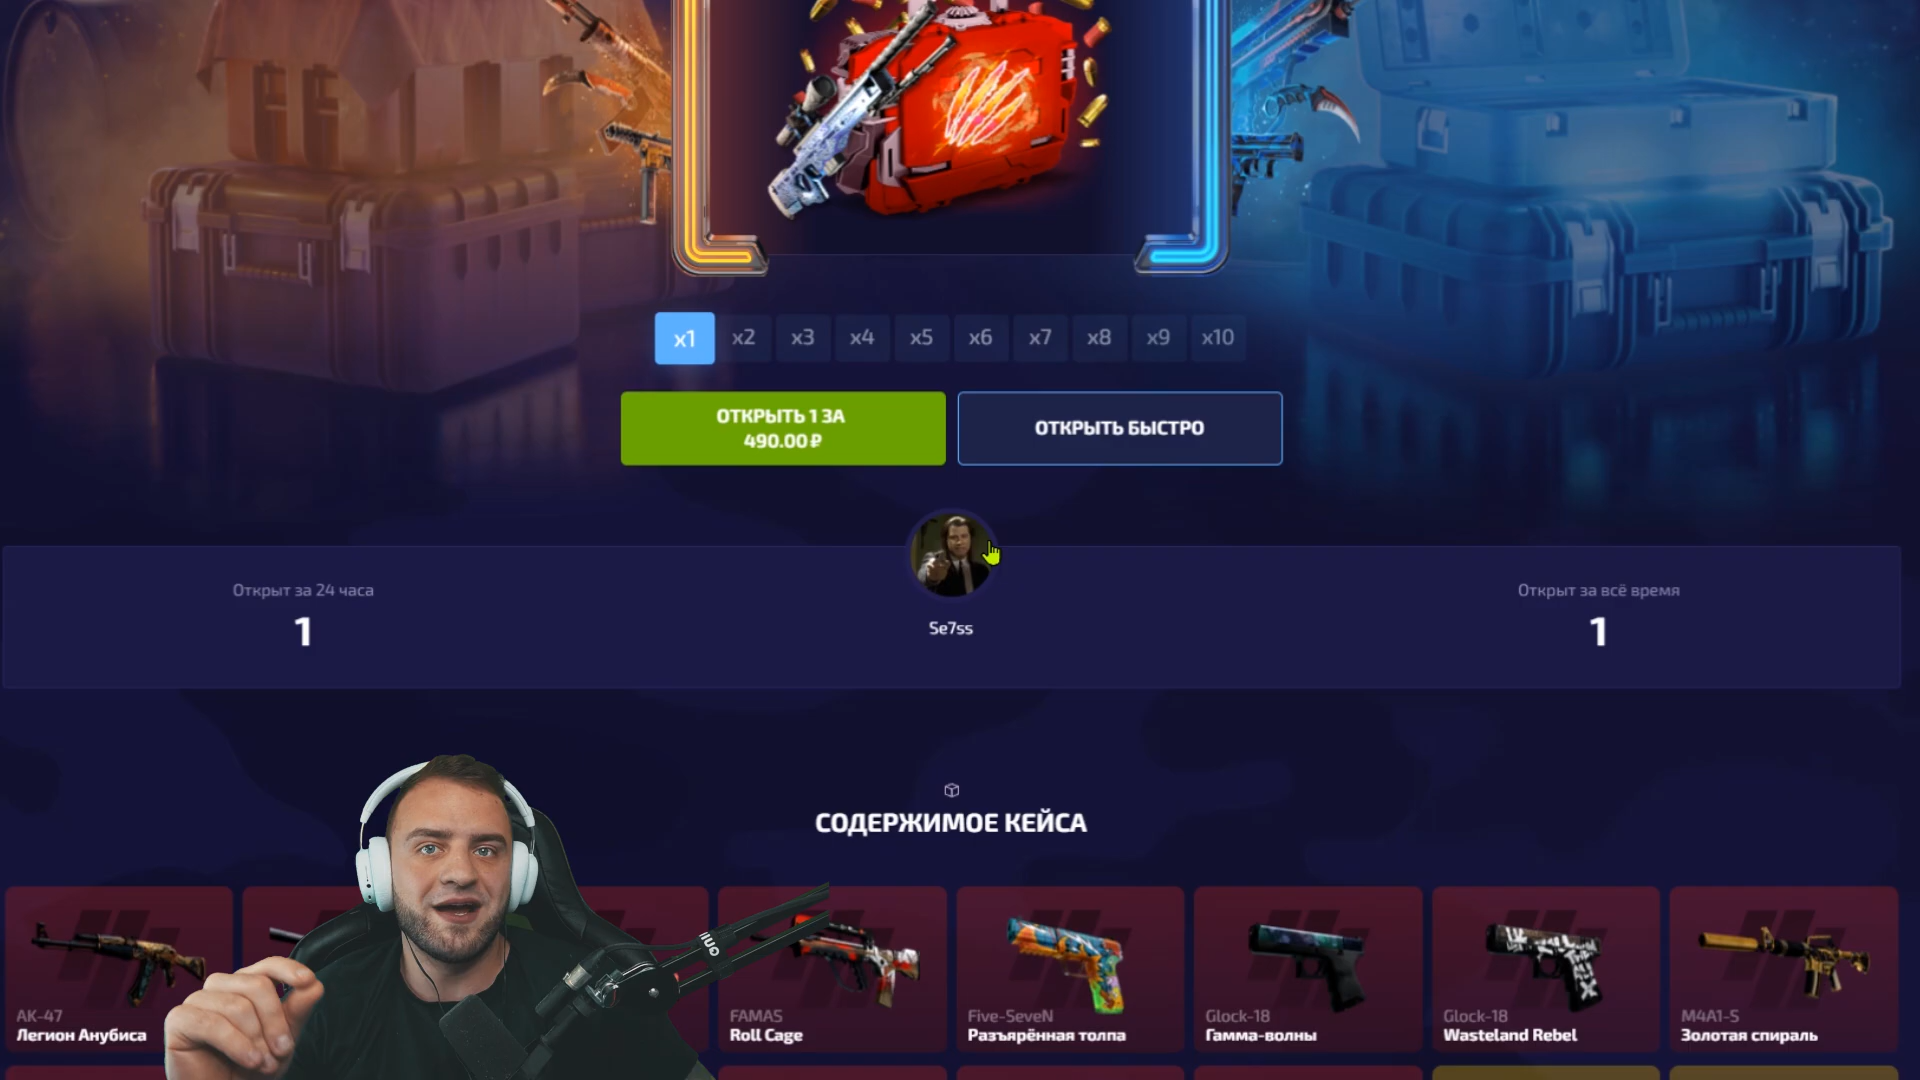 x1 x2 x3 x4 x5 x6 x7 x8 x9 x10
ОТКРЫТЬ 1 ЗА
490.00 ₽
ОТКРЫТЬ БЫСТРО
Открыт за 24 часа
1
Se7ss
Открыт за всё время
1
СОДЕРЖИМОЕ КЕЙСА
AK-47
Легион Анубиса
FAMAS
Roll Cage
Five-SeveN
Разъярённая толпа
Glock-18
Гамма-волны
Glock-18
Wasteland Rebel
M4A1-S
Золотая спираль